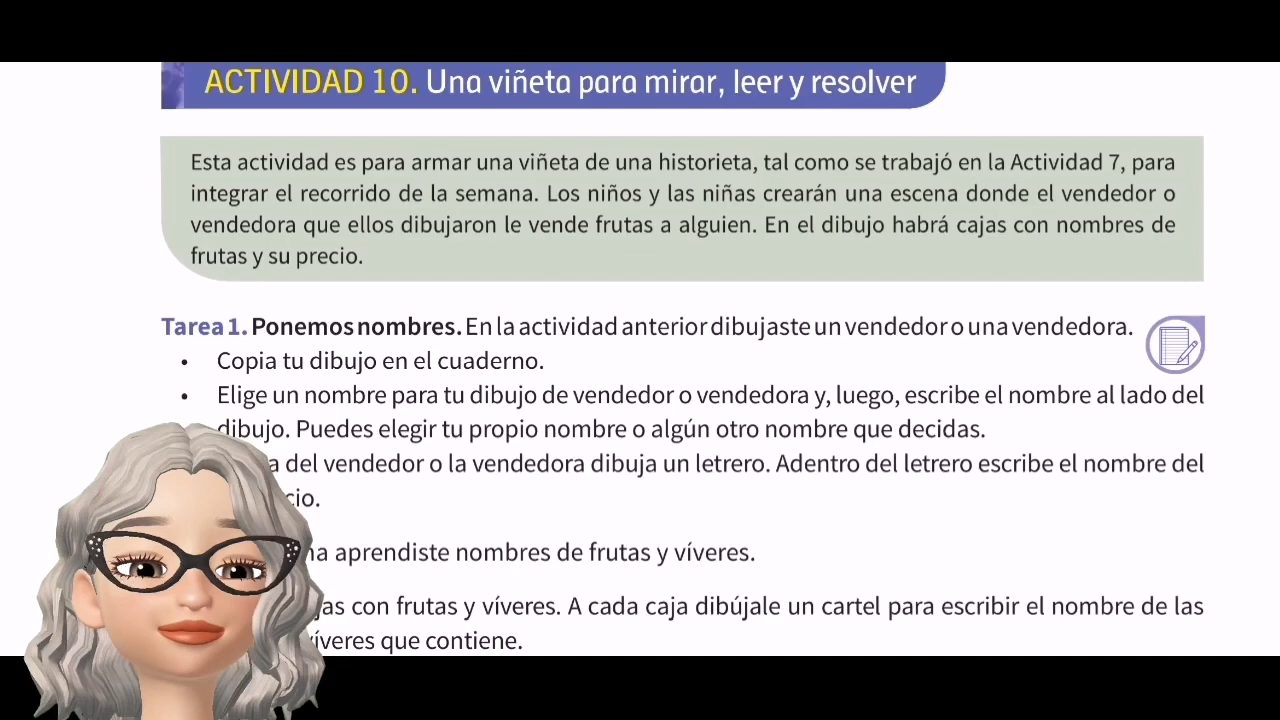 ACTIVIDAD 10. Una viñeta para mirar, leer y resolver
Esta actividad es para armar una viñeta de una historieta, tal como se trabajó en la Actividad 7, para
integrar el recorrido de la semana. Los niños y las niñas crearán una escena donde el vendedor o
vendedora que ellos dibujaron le vende frutas a alguien. En el dibujo habrá cajas con nombres de
frutas y su precio.
Tarea 1. Ponemos nombres. En la actividad anterior dibujaste un vendedor o una vendedora.
• Copia tu dibujo en el cuaderno.
• Elige un nombre para tu dibujo de vendedor o vendedora y, luego, escribe el nombre al lado del
dibujo. Puedes elegir tu propio nombre o algún otro nombre que decidas.
del vendedor o la vendedora dibuja un letrero. Adentro del letrero escribe el nombre del
aprendiste nombres de frutas y víveres.
con frutas y víveres. A cada caja dibújale un cartel para escribir el nombre de las
víveres que contiene.